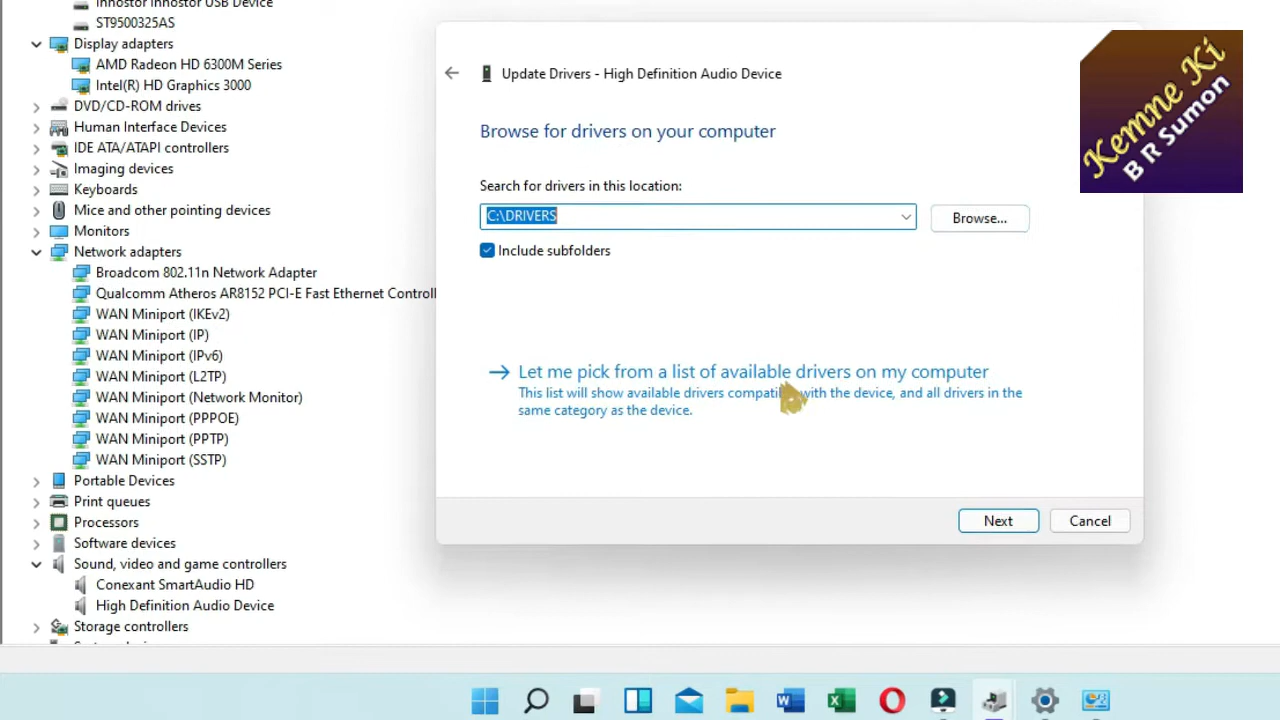 Innostor Innostor USB Device
ST9500325AS
Display adapters
AMD Radeon HD 6300M Series
Intel(R) HD Graphics 3000
DVD/CD-ROM drives
Human Interface Devices
IDE ATA/ATAPI controllers
Imaging devices
Keyboards
Mice and other pointing devices
Monitors
Network adapters
Broadcom 802.11n Network Adapter
Qualcomm Atheros AR8152 PCI-E Fast Ethernet Controll
WAN Miniport (IKEv2)
WAN Miniport (IP)
WAN Miniport (IPv6)
WAN Miniport (L2TP)
WAN Miniport (Network Monitor)
WAN Miniport (PPPOE)
WAN Miniport (PPTP)
WAN Miniport (SSTP)
Portable Devices
Print queues
Processors
Software devices
Sound, video and game controllers
Conexant SmartAudio HD
High Definition Audio Device
Storage controllers
Update Drivers - High Definition Audio Device
Browse for drivers on your computer
Search for drivers in this location:
C:\DRIVERS
Browse...
Include subfolders
Let me pick from a list of available drivers on my computer
This list will show available drivers compatible with the device, and all drivers in the
same category as the device.
Next
Cancel
Kemne Ki
B R Sumon